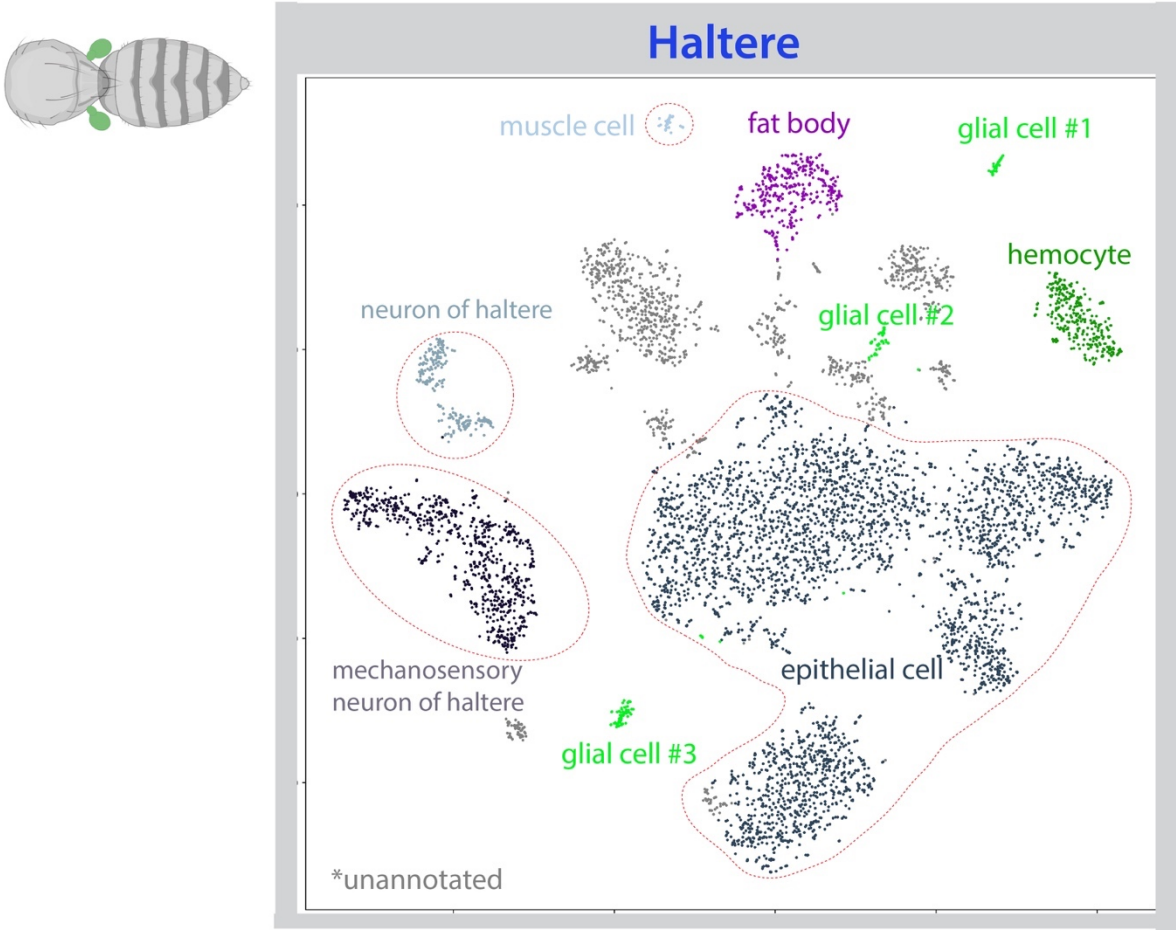 Haltere
muscle cell
fat body
glial cell #1
hemocyte
neuron of haltere
glial cell #2
epithelial cell
mechanosensory
neuron of haltere
glial cell #3
*unannotated